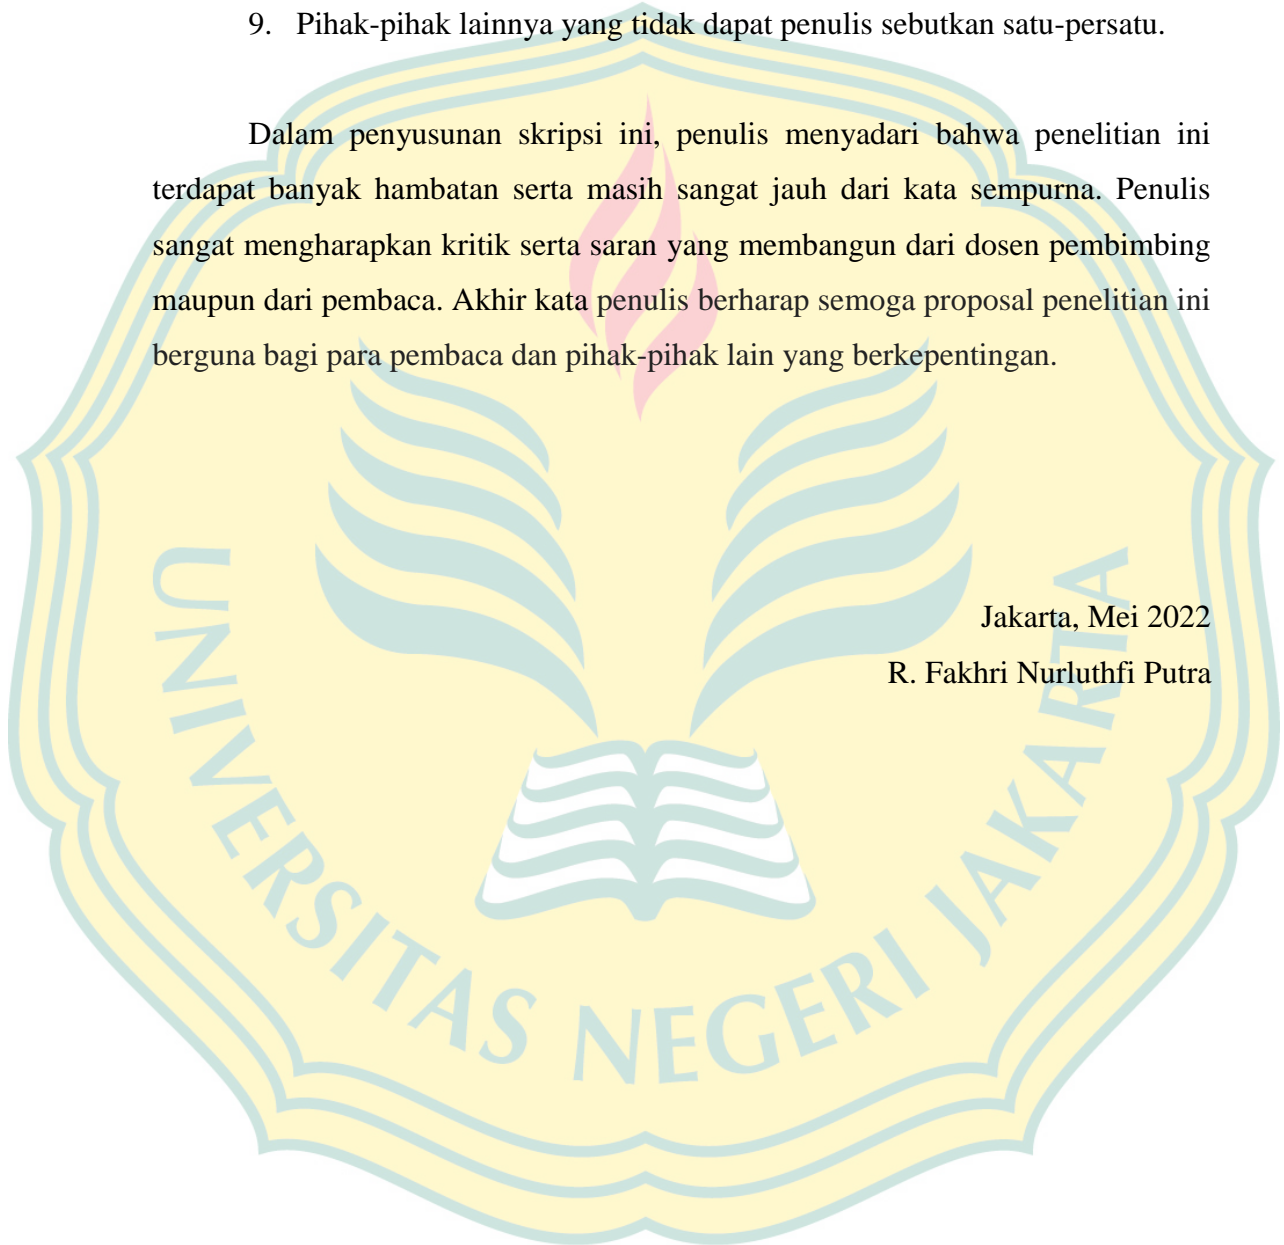 9. Pihak-pihak lainnya yang tidak dapat penulis sebutkan satu-persatu.
Dalam penyusunan skripsi ini, penulis menyadari bahwa penelitian ini
terdapat banyak hambatan serta masih sangat jauh dari kata sempurna. Penulis
sangat mengharapkan kritik serta saran yang membangun dari dosen pembimbing
maupun dari pembaca. Akhir kata penulis berharap semoga proposal penelitian ini
berguna bagi para pembaca dan pihak-pihak lain yang berkepentingan.
Jakarta, Mei 2022
R. Fakhri Nurluthfi Putra
UNIVERSITAS NEGERI JAKARTA